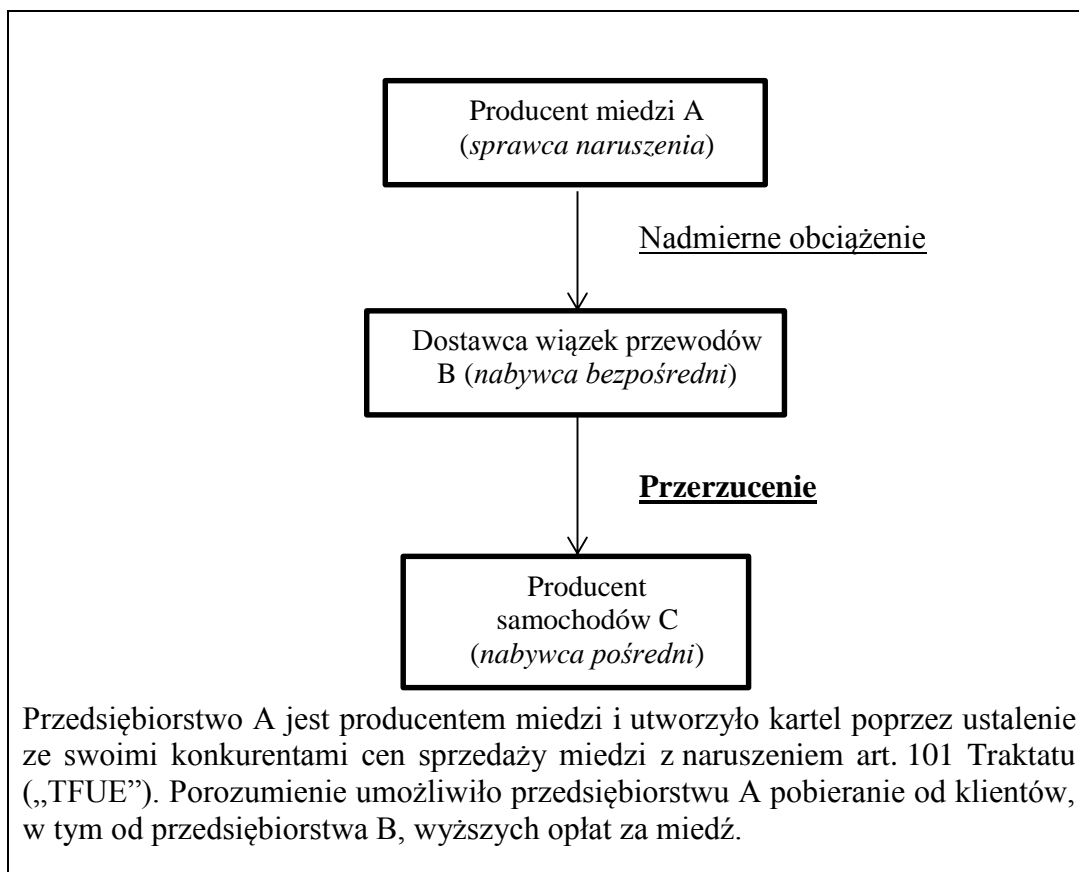 Producent miedzi A
(sprawca naruszenia)
Nadmierne obciążenie
Dostawca wiązek przewodów
B (nabywca bezpośredni)
Przerzucenie
Producent
samochodów C
(nabywca pośredni)
Przedsiębiorstwo A jest producentem miedzi i utworzyło kartel poprzez ustalenie
ze swoimi konkurentami cen sprzedaży miedzi z naruszeniem art. 101 Traktatu
(„TFUE”). Porozumienie umożliwiło przedsiębiorstwu A pobieranie od klientów,
w tym od przedsiębiorstwa B, wyższych opłat za miedź.